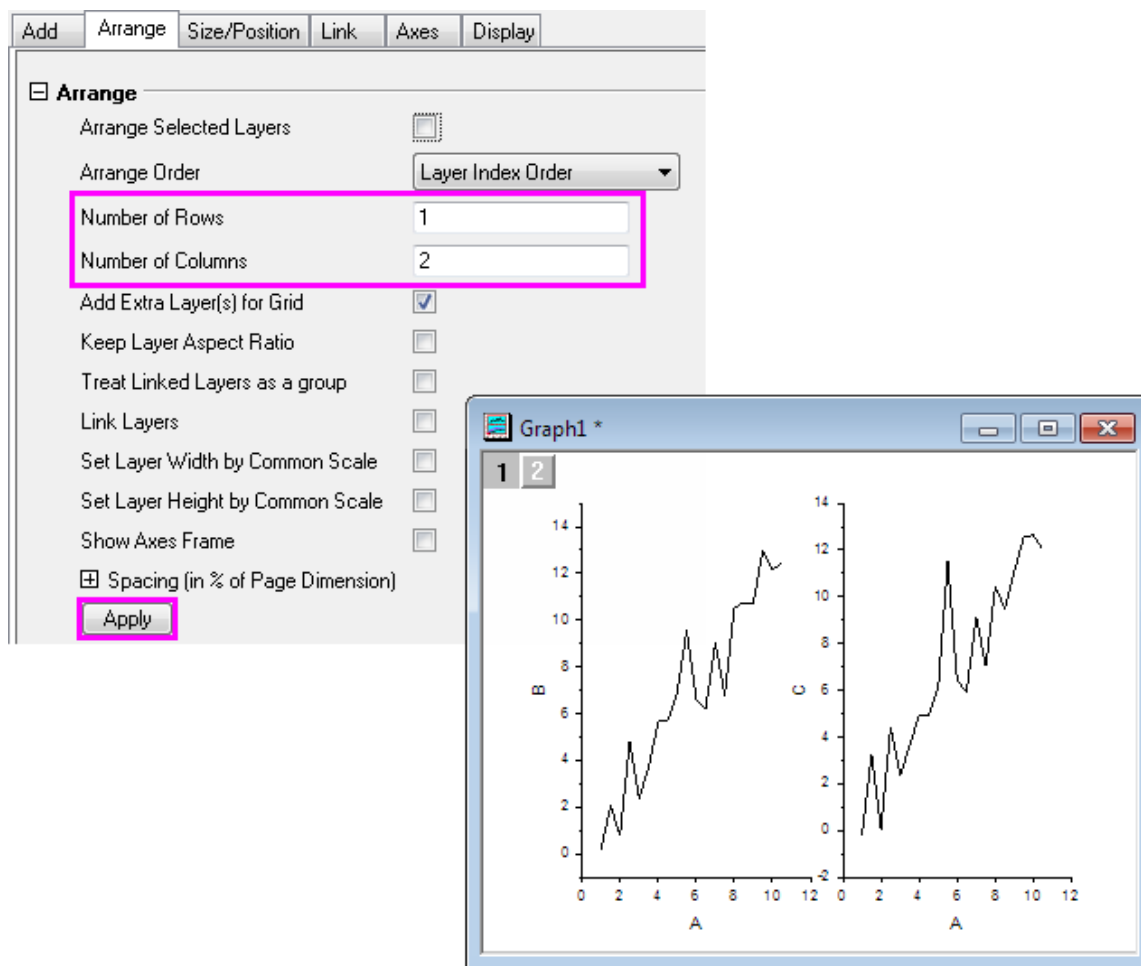 Add Arrange Size/Position Link Axes Display
Arrange
Arrange Selected Layers
Arrange Order Layer Index Order
Number of Rows 1
Number of Columns 2
Add Extra Layer(s) for Grid
Keep Layer Aspect Ratio
Treat Linked Layers as a group
Link Layers
Set Layer Width by Common Scale
Set Layer Height by Common Scale
Show Axes Frame
Spacing (in % of Page Dimension)
Apply
Graph1 *
1 2
14
12
10
8
6
4
2
0
B
0 2 4 6 8 10 12
A
14
12
10
8
6
4
2
0
-2
C
0 2 4 6 8 10 12
A